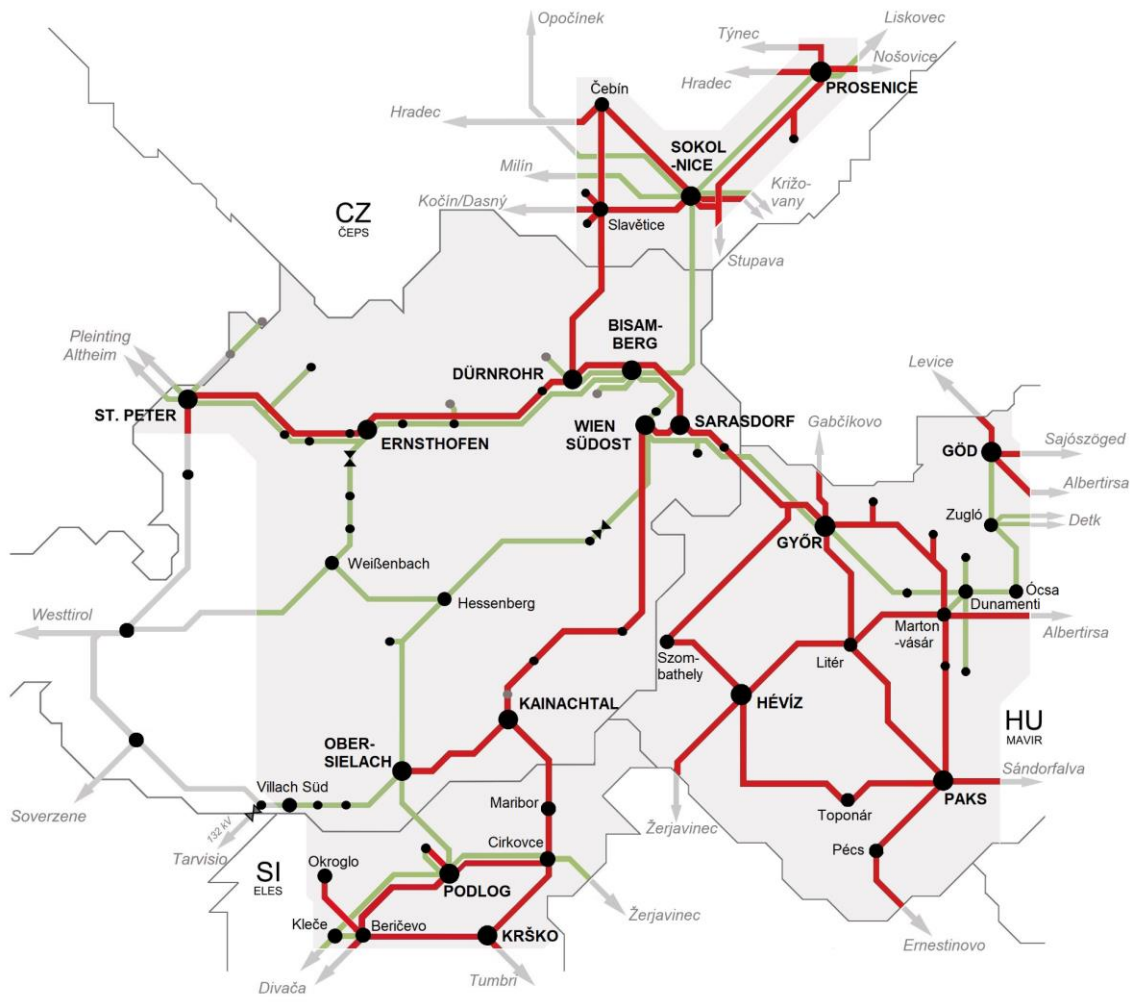 Opočínek
Týnec
Liskovec
Nošovice
Hradec
PROSENICE
Čebín
Hradec
SOKOL
-NICE
Milín
Križo-
vany
Kočín/Dasný
CZ
ČEPS
Slavětice
Stupava
BISAM-
BERG
Pleinting
Altheim
DÜRNROHR
Levice
ST. PETER
ERNSTHOFEN
WIEN
SÜDOST
SARASDORF
Gabčikovo
GÖD
Sajószöged
Albertirsa
Zugló
Detk
GYŐR
Weißenbach
Hessenberg
Ócsa
Dunamenti
Westtirol
Marton
-vásár
Albertirsa
Szom-
bathely
Litér
KAINACHTAL
HÉVÍZ
HU
MAVIR
OBER-
SIELACH
Villach Süd
PAKS
Sándorfalva
Soverzene
132 kV
Maribor
Toponár
Tarvisio
Žerjavinec
Cirkovce
Pécs
SI
ELES
Okroglo
PODLOG
Žerjavinec
Kleče
Beričevo
KRŠKO
Ernestinovo
Divača
Tumbri